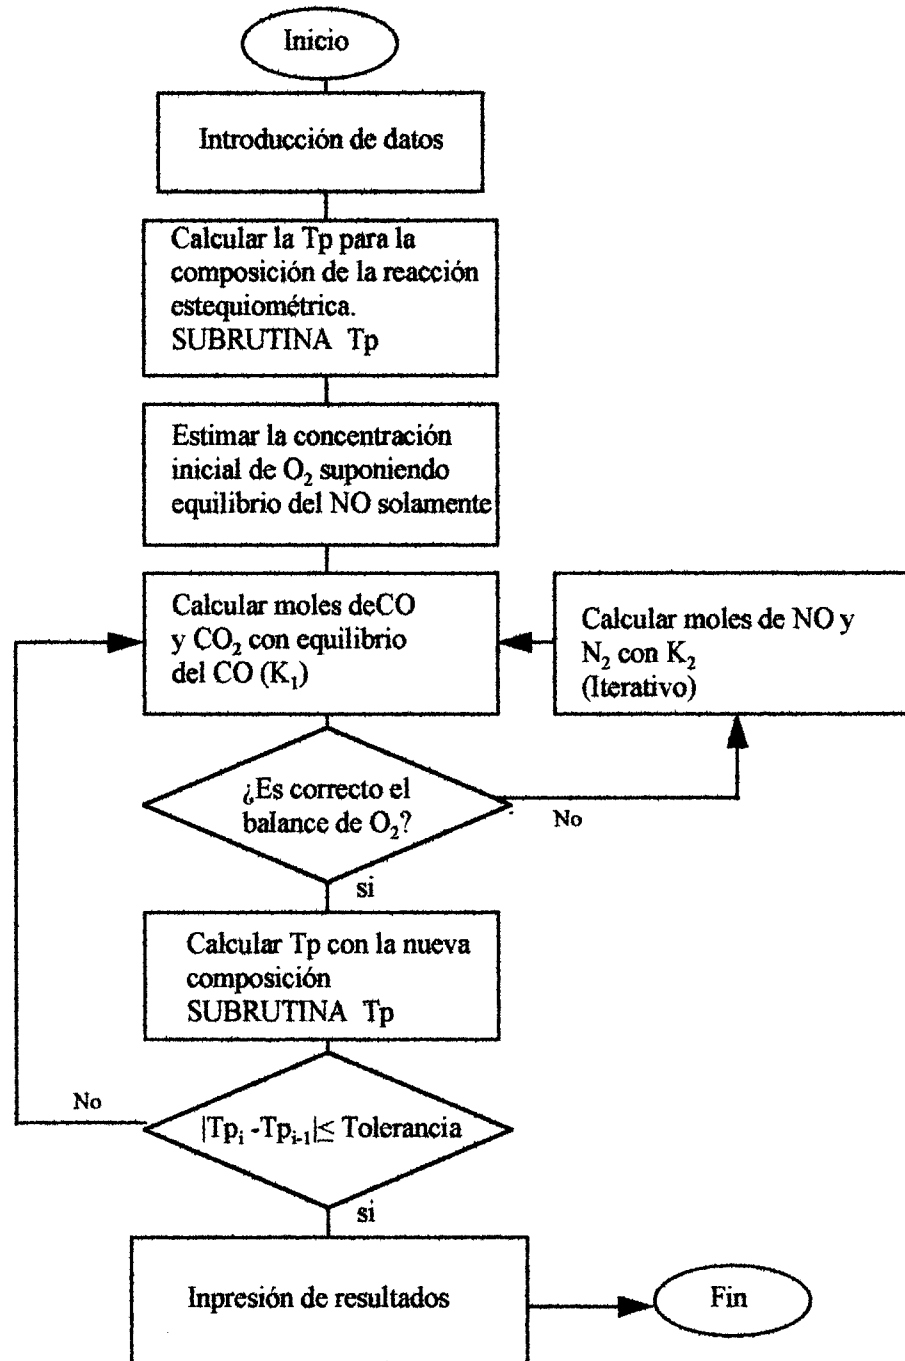 Inicio
Introducción de datos
Calcular la Tp para la
composición de la reacción
estequiométrica.
SUBRUTINA Tp
Estimar la concentración
inicial de O₂ suponiendo
equilibrio del NO solamente
Calcular moles deCO
y CO₂ con equilibrio
del CO (K₁)
Calcular moles de NO y
N₂ con K₂
(Iterativo)
¿Es correcto el
balance de O₂?
No
si
Calcular Tp con la nueva
composición
SUBRUTINA Tp
No
|Tpᵢ -Tpᵢ₋₁|≤ Tolerancia
si
Inpresión de resultados
Fin